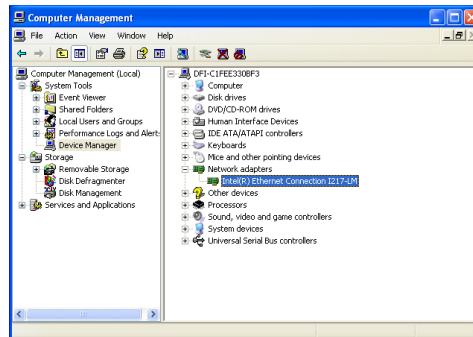 Computer Management
File Action View Window Help
Computer Management (Local)
System Tools
Event Viewer
Shared Folders
Local Users and Groups
Performance Logs and Alert
Device Manager
Storage
Removable Storage
Disk Defragmenter
Disk Management
Services and Applications
DFI-C1FEE330BF3
Computer
Disk drives
DVD/CD-ROM drives
Human Interface Devices
IDE ATA/ATAPI controllers
Keyboards
Mice and other pointing devices
Network adapters
Intel(R) Ethernet Connection I217-LM
Other devices
Processors
Sound, video and game controllers
System devices
Universal Serial Bus controllers